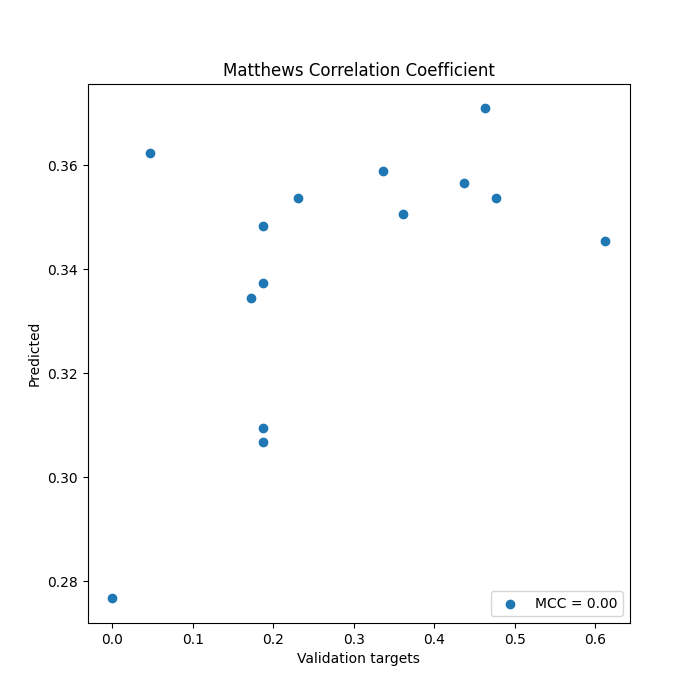 Matthews Correlation Coefficient
Predicted
0.36
0.34
0.32
0.30
0.28
MCC = 0.00
0.0 0.1 0.2 0.3 0.4 0.5 0.6
Validation targets